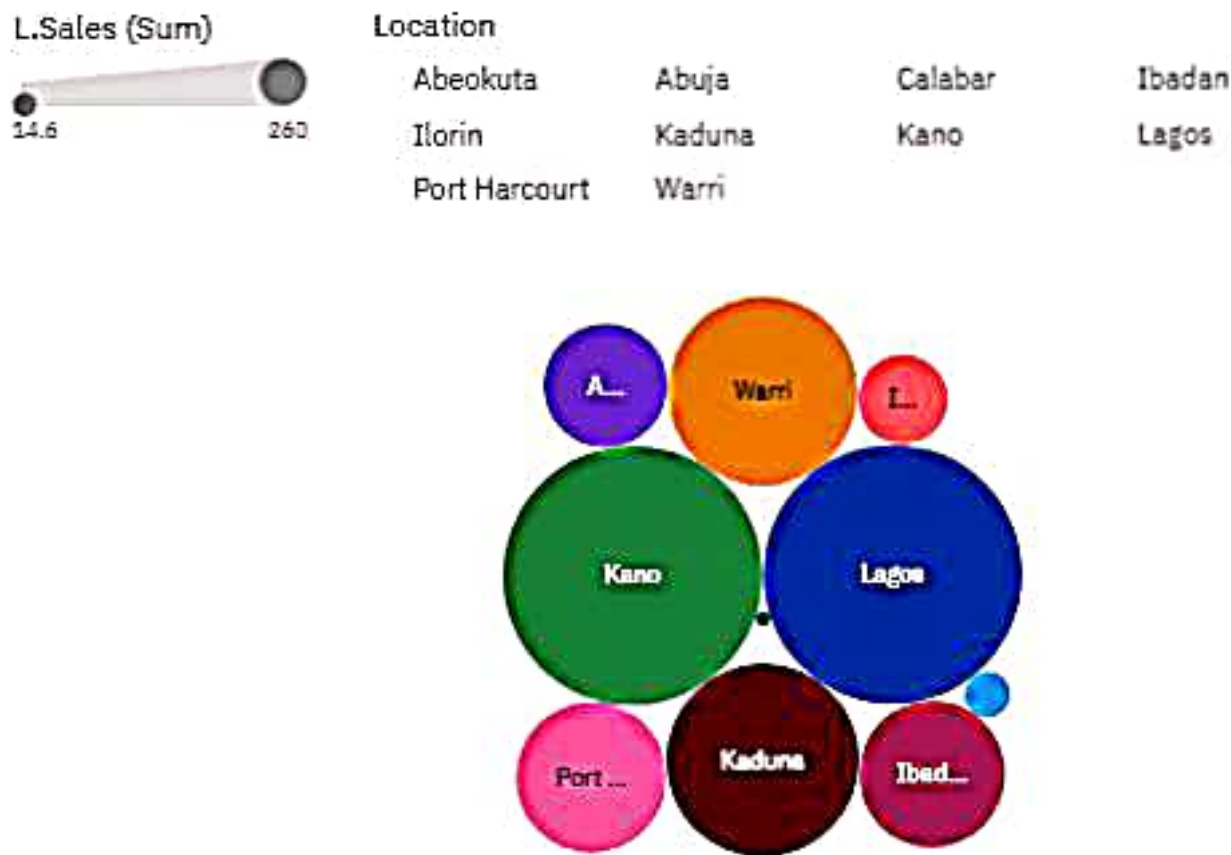 L.Sales (Sum)
14.6 260
Location
Abeokuta Abuja Calabar Ibadan
Ilorin Kaduna Kano Lagos
Port Harcourt Warri
A... Warri I...
Kano Lagos
Port ... Kaduna Ibad...